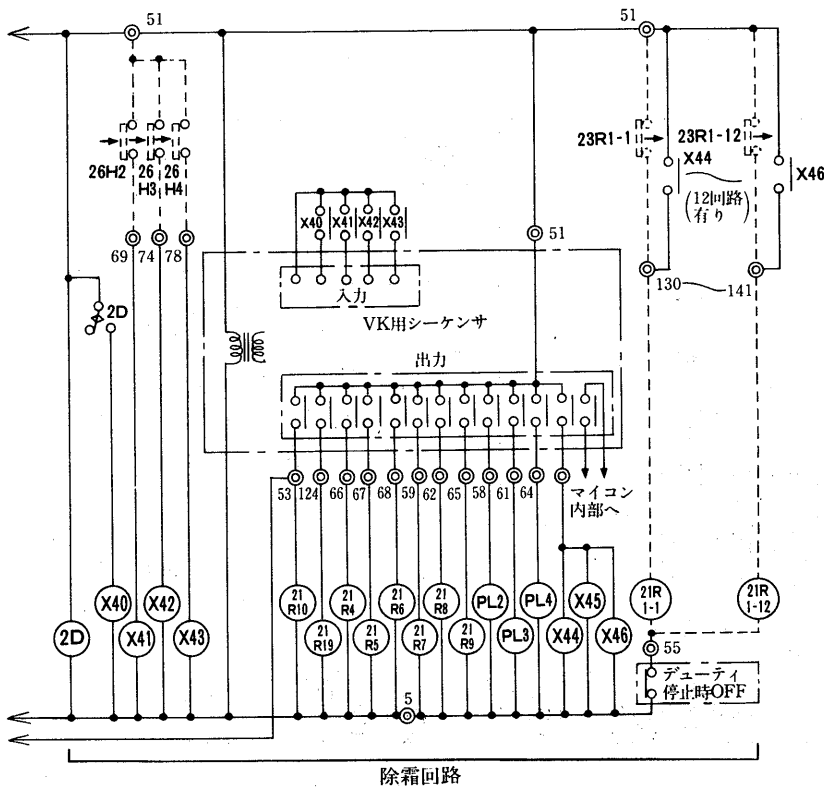 51
51
26H2
26
H3
26
H4
23R1-1
23R1-12
X44
X46
(12回路
有り)
X40
X41
X42
X43
51
69
74
78
130
141
入力
2D
VK用シーケンサ
出力
53
124
66
67
68
59
62
65
58
61
64
マイコン
内部へ
X40
X42
21
R10
21
R4
21
R6
21
R8
PL2
PL4
X45
21R
1-1
21R
1-12
2D
X41
X43
21
R19
21
R5
21
R7
21
R9
PL3
X44
X46
55
デューティ
停止時OFF
5
除霜回路